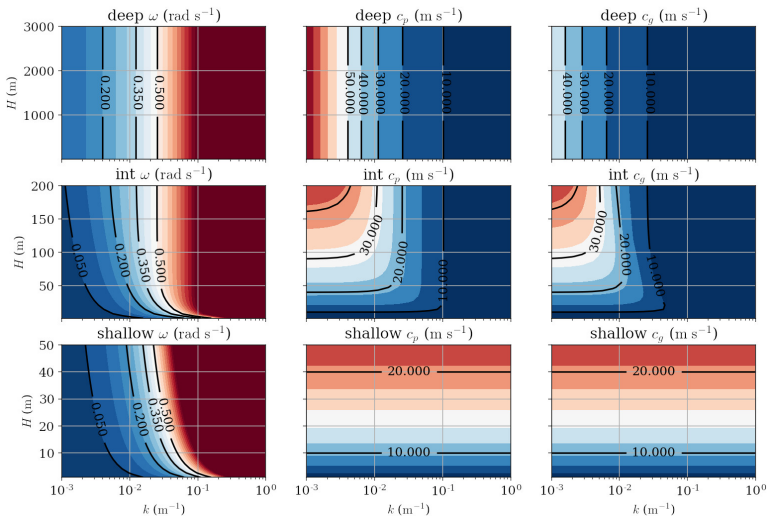 deep ω (rad s⁻¹)
deep cₚ (m s⁻¹)
deep c_g (m s⁻¹)
H (m)
3000
2000
1000
0.200
0.350
0.500
50.000
40.000
30.000
20.000
10.000
40.000
30.000
20.000
10.000
int ω (rad s⁻¹)
int cₚ (m s⁻¹)
int c_g (m s⁻¹)
H (m)
200
150
100
50
0.050
0.200
0.350
0.500
30.000
20.000
10.000
30.000
20.000
10.000
shallow ω (rad s⁻¹)
shallow cₚ (m s⁻¹)
shallow c_g (m s⁻¹)
H (m)
50
40
30
20
10
0.050
0.200
0.350
0.500
20.000
10.000
20.000
10.000
10⁻³ 10⁻² 10⁻¹ 10⁰
10⁻³ 10⁻² 10⁻¹ 10⁰
10⁻³ 10⁻² 10⁻¹ 10⁰
k (m⁻¹)
k (m⁻¹)
k (m⁻¹)